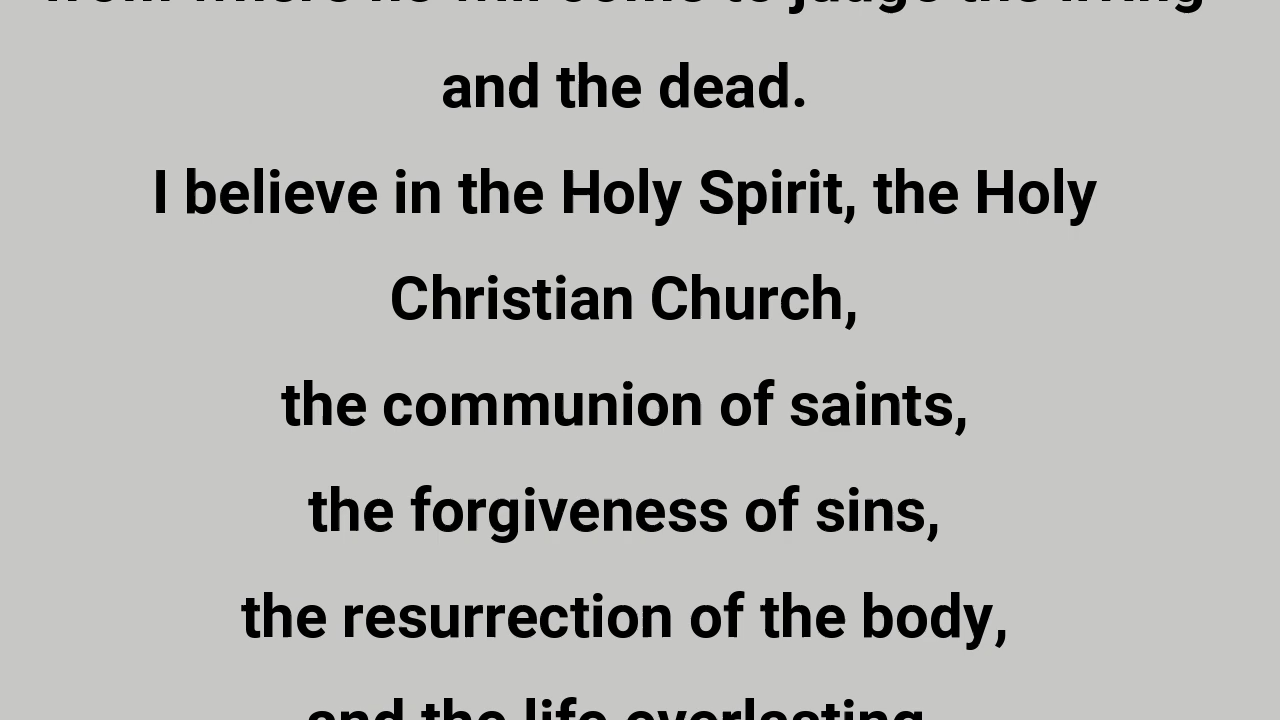 from where he will come to judge the living
and the dead.
I believe in the Holy Spirit, the Holy
Christian Church,
the communion of saints,
the forgiveness of sins,
the resurrection of the body,
and the life everlasting